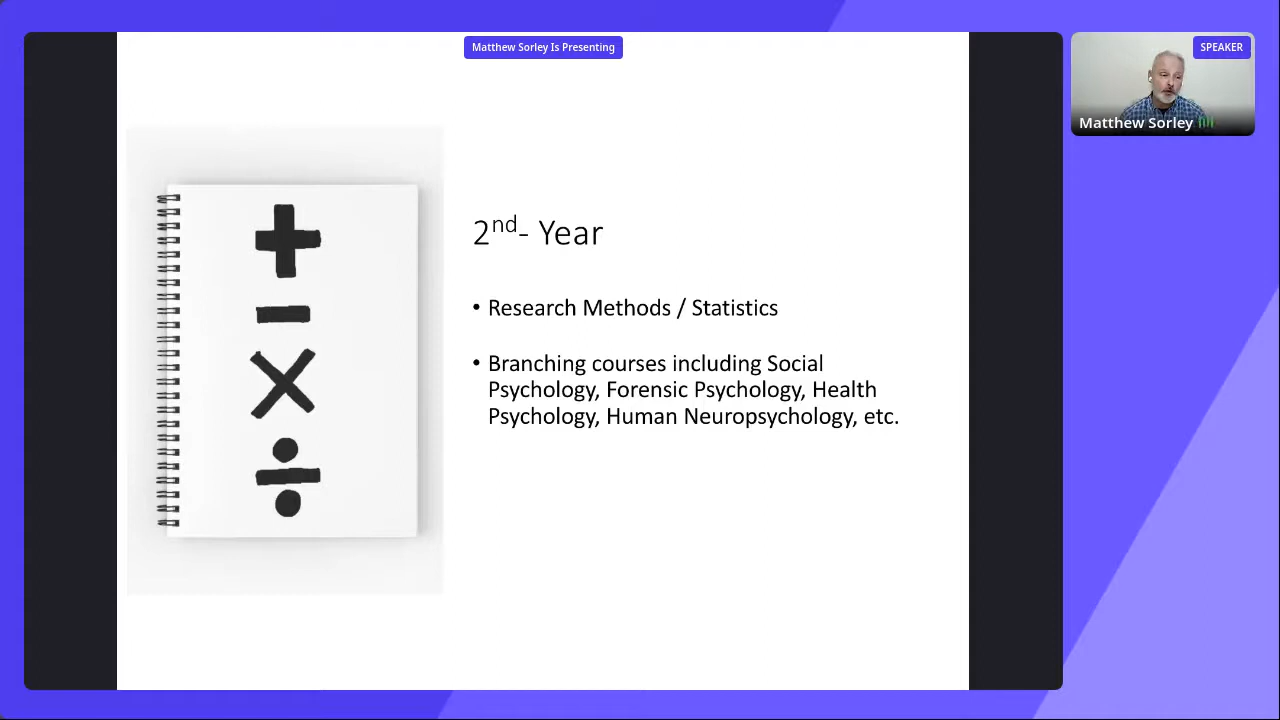 Matthew Sorley Is Presenting
SPEAKER
Matthew Sorley
2nd- Year
• Research Methods / Statistics
• Branching courses including Social
Psychology, Forensic Psychology, Health
Psychology, Human Neuropsychology, etc.